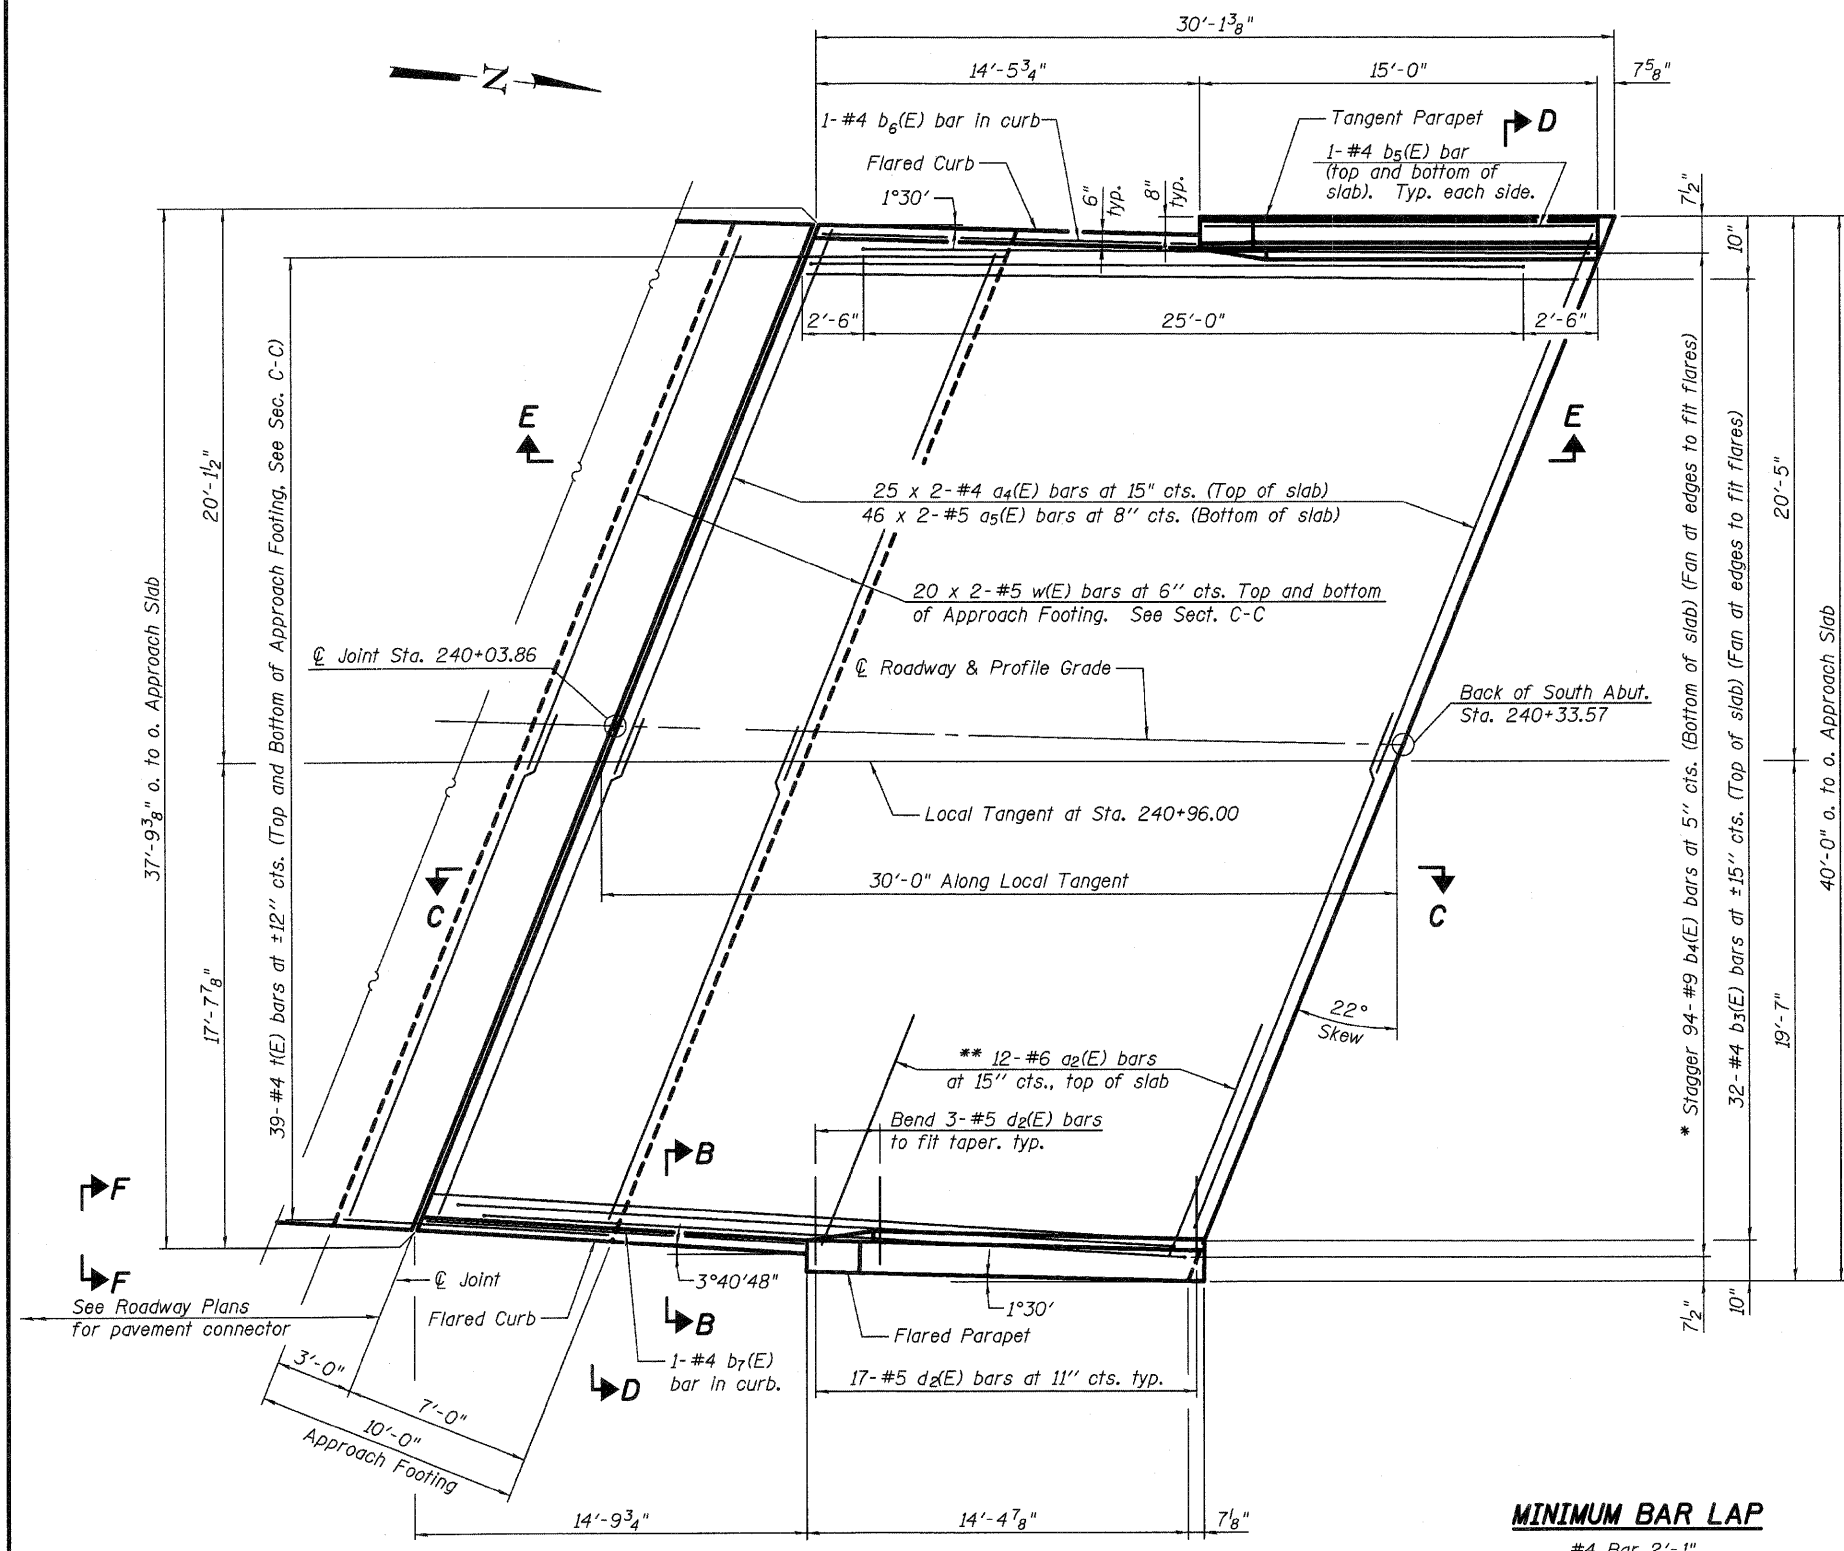 30'-1 3/8"
14'-5 3/4"
15'-0"
7 5/8"
N
1-#4 b6(E) bar in curb
Tangent Parapet
D
Flared Curb
1-#4 b5(E) bar
(top and bottom of
slab). Typ. each side.
1°30'
6"
typ.
8"
typ.
7 1/2"
10"
2'-6"
25'-0"
2'-6"
E
E
25 x 2-#4 a4(E) bars at 15" cts. (Top of slab)
46 x 2-#5 a5(E) bars at 8" cts. (Bottom of slab)
20 x 2-#5 w(E) bars at 6" cts. Top and bottom
of Approach Footing. See Sect. C-C
℄ Joint Sta. 240+03.86
℄ Roadway & Profile Grade
Back of South Abut.
Sta. 240+33.57
Local Tangent at Sta. 240+96.00
30'-0" Along Local Tangent
C
C
37'-9 3/8" o. to o. Approach Slab
20'-1 1/2"
17'-7 7/8"
39-#4 t(E) bars at ±12" cts. (Top and Bottom of Approach Footing, See Sec. C-C)
* Stagger 94-#9 b4(E) bars at 5" cts. (Bottom of slab) (Fan at edges to fit flares)
32-#4 b3(E) bars at ±15" cts. (Top of slab) (Fan at edges to fit flares)
20'-5"
19'-7"
40'-0" o. to o. Approach Slab
22°
Skew
** 12-#6 a2(E) bars
at 15" cts., top of slab
Bend 3-#5 d2(E) bars
to fit taper. typ.
B
F
F
℄ Joint
See Roadway Plans
for pavement connector
Flared Curb
3°40'48"
B
1°30'
Flared Parapet
7 1/2"
10"
1-#4 b7(E)
bar in curb.
D
17-#5 d2(E) bars at 11" cts. typ.
3'-0"
7'-0"
10'-0"
Approach Footing
14'-9 3/4"
14'-4 7/8"
7 1/8"
MINIMUM BAR LAP
#4 Bar 2'-1"